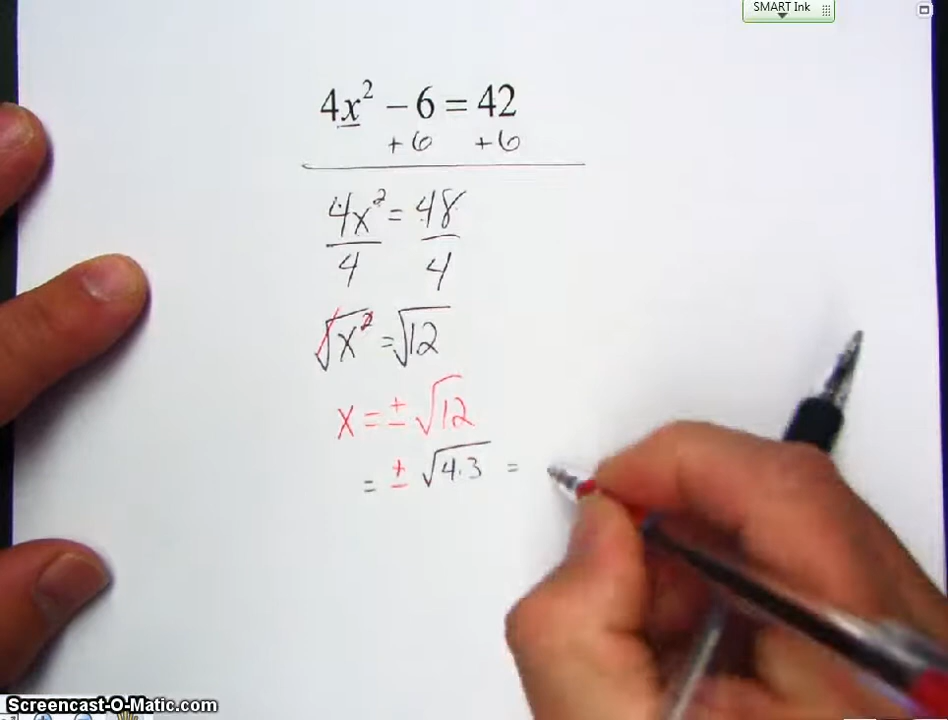 SMART Ink
4x² − 6 = 42
+6 +6
4x² = 48
4 4
√x² = √12
x = ± √12
= ± √4·3 =
Screencast-O-Matic.com